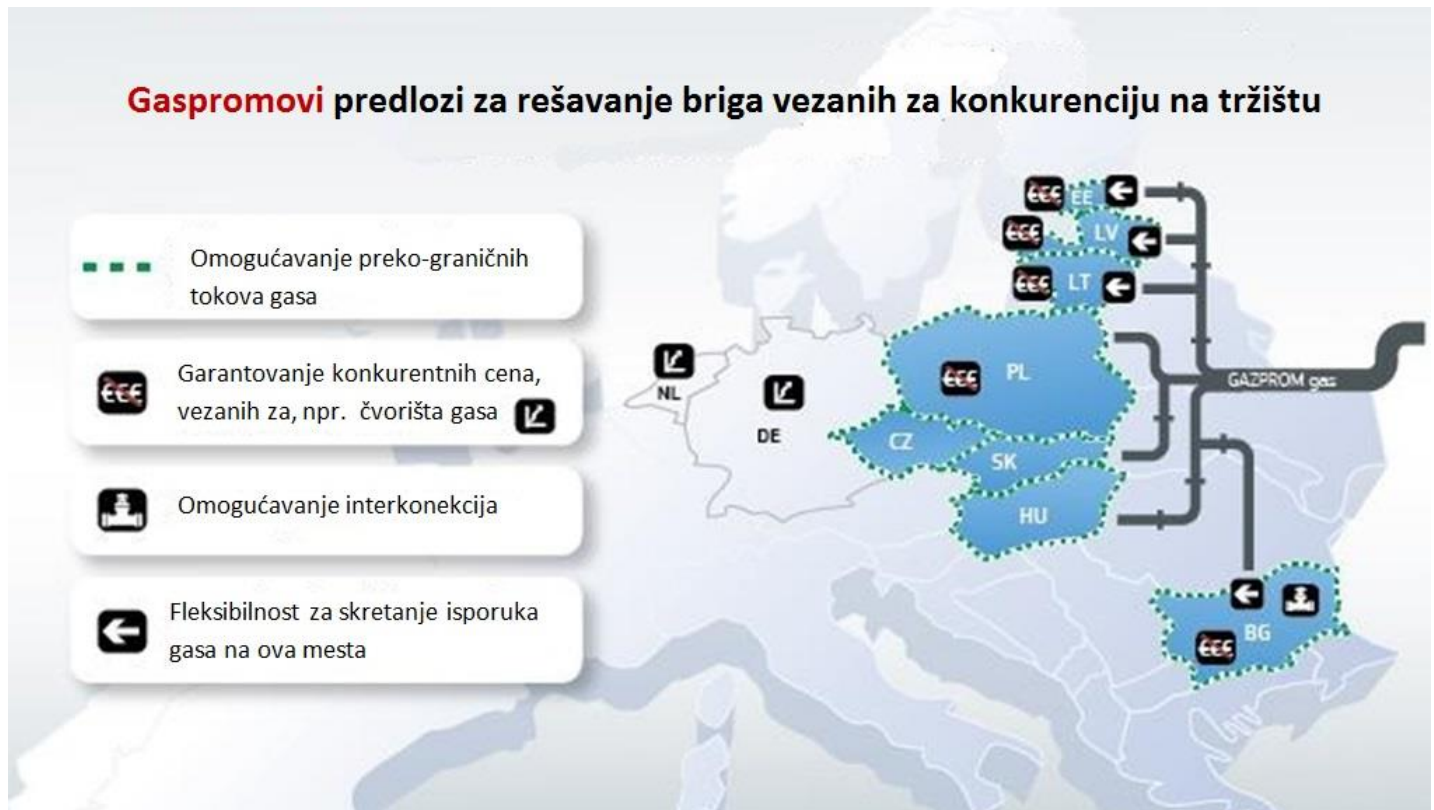 Gaspromovi predlozi za rešavanje briga vezanih za konkurenciju na tržištu
Omogućavanje preko-graničnih
tokova gasa
€€€
Garantovanje konkurentnih cena,
vezanih za, npr. čvorišta gasa
Omogućavanje interkonekcija
Fleksibilnost za skretanje isporuka
gasa na ova mesta
€€€
EE
€€€
LV
€€€
LT
NL
DE
€€€
PL
GAZPROM gas
CZ
SK
HU
BG
€€€